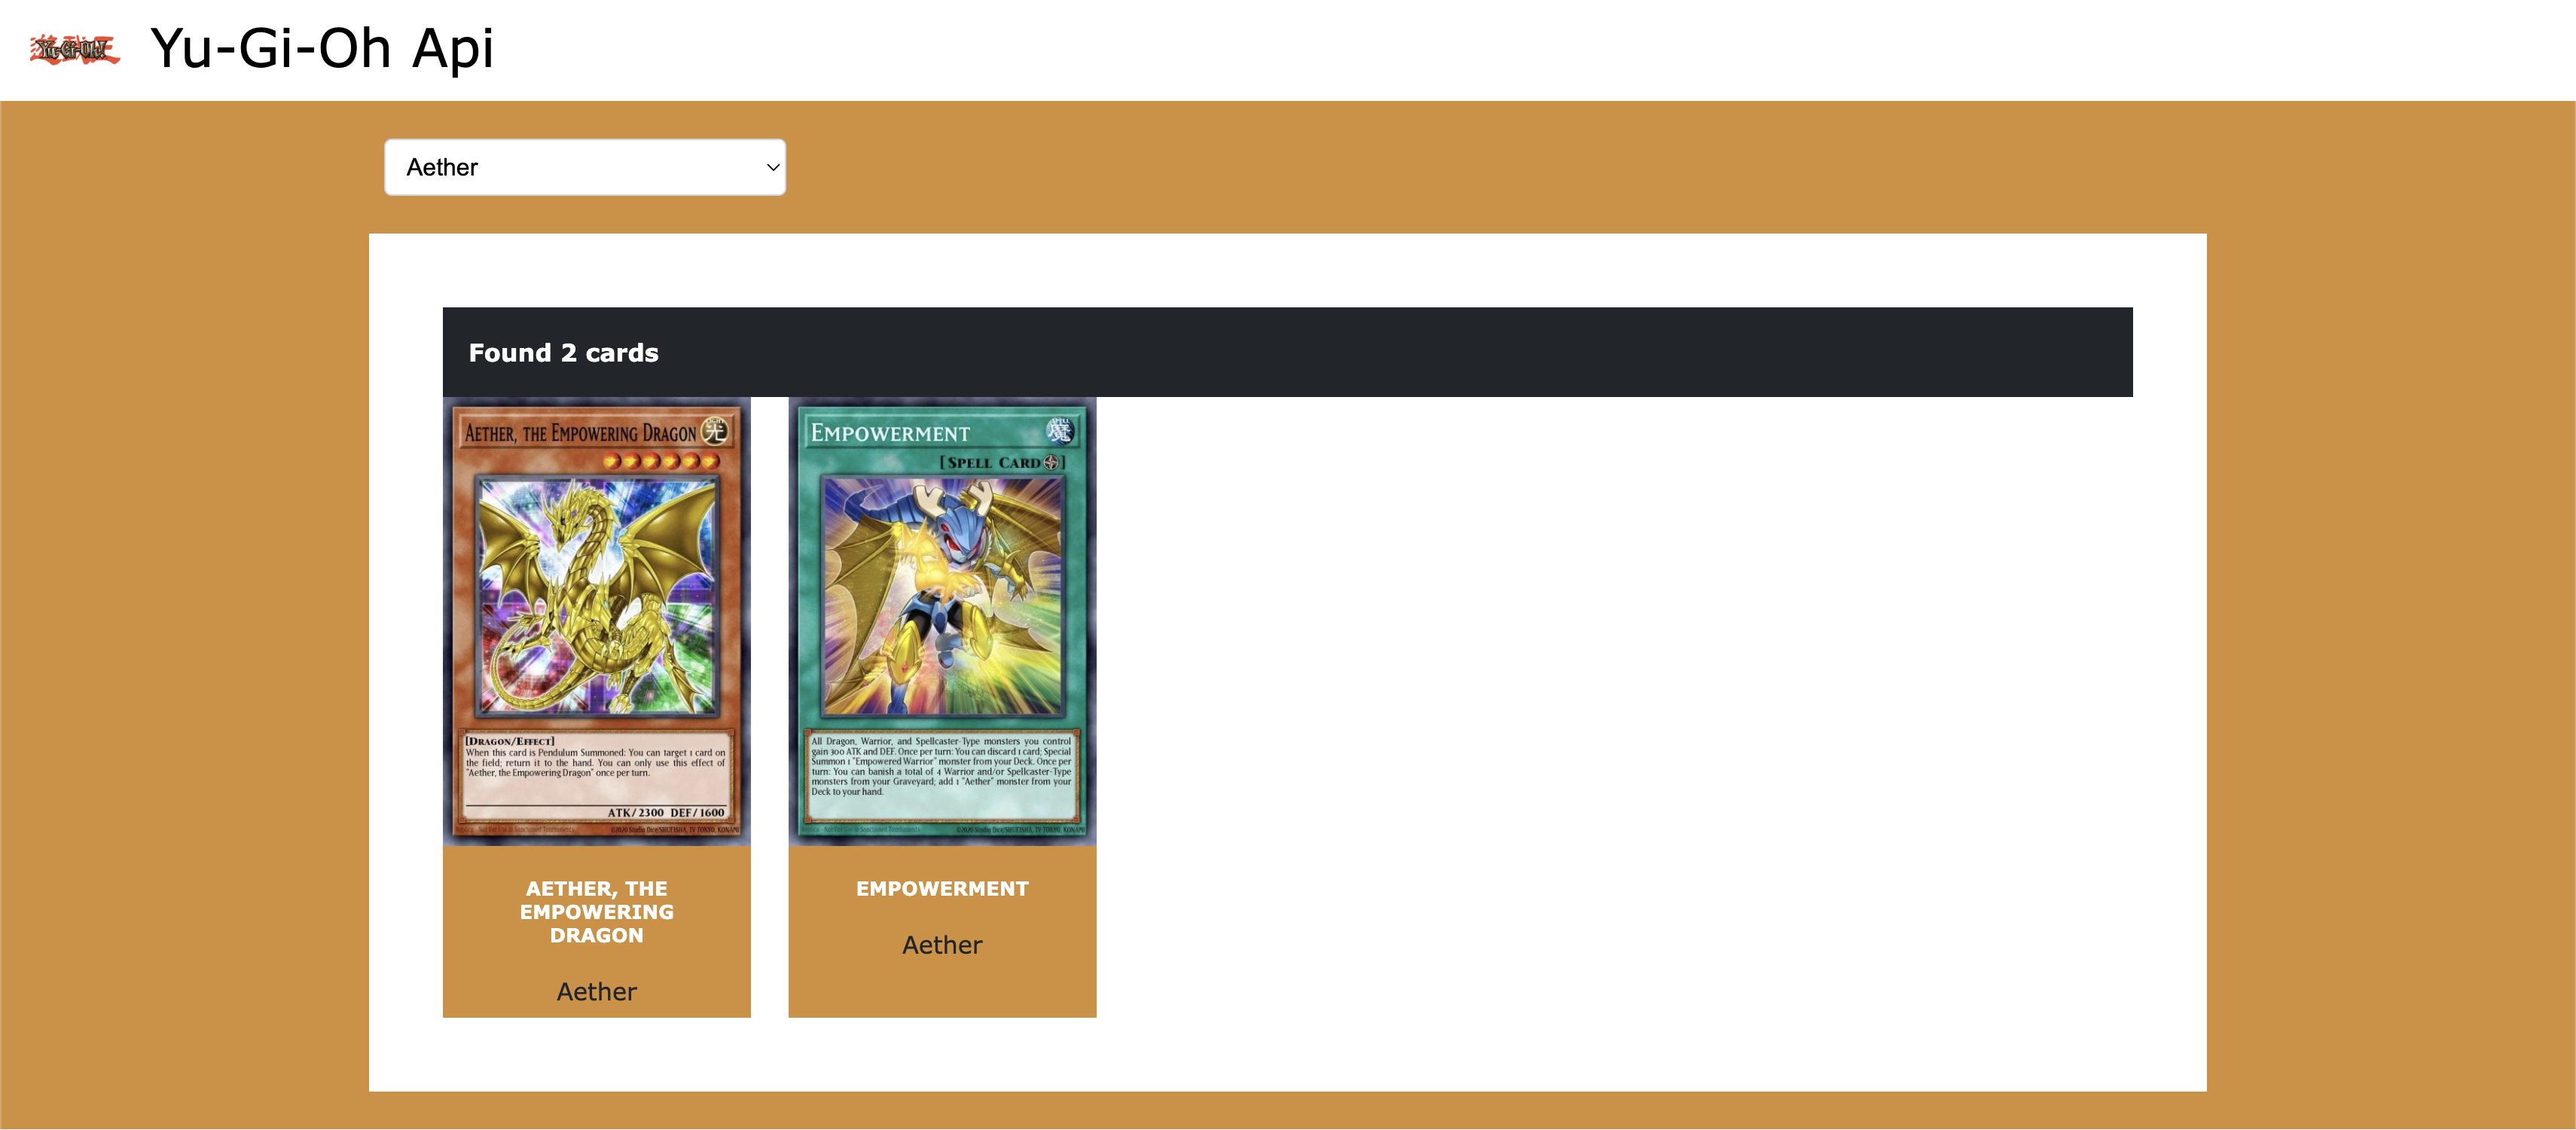 Yu-Gi-Oh! Yu-Gi-Oh Api
Aether
Found 2 cards
AETHER, THE EMPOWERING DRAGON
[DRAGON/EFFECT]
When this card is Pendulum Summoned: You can target 1 card on
the field; return it to the hand. You can only use this effect of
"Aether, the Empowering Dragon" once per turn.
ATK/2300 DEF/1600
AETHER, THE
EMPOWERING
DRAGON
Aether
EMPOWERMENT
[SPELL CARD]
All Dragon, Warrior, and Spellcaster-Type monsters you control
gain 300 ATK and DEF. Once per turn: You can discard 1 card; Special
Summon 1 "Empowered Warrior" monster from your Deck. Once per
turn: You can banish a total of 4 Warrior and/or Spellcaster-Type
monsters from your Graveyard; add 1 "Aether" monster from your
Deck to your hand.
EMPOWERMENT
Aether